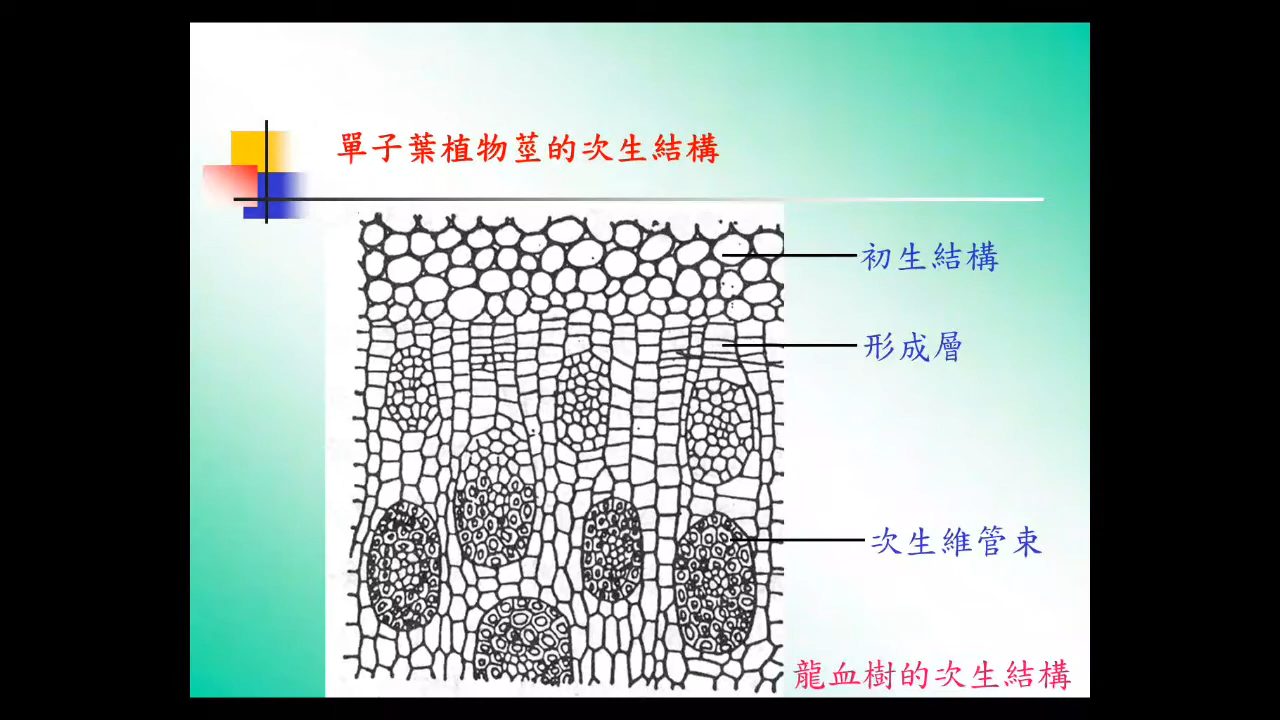 單子葉植物莖的次生結構
初生結構
形成層
次生維管束
龍血樹的次生結構